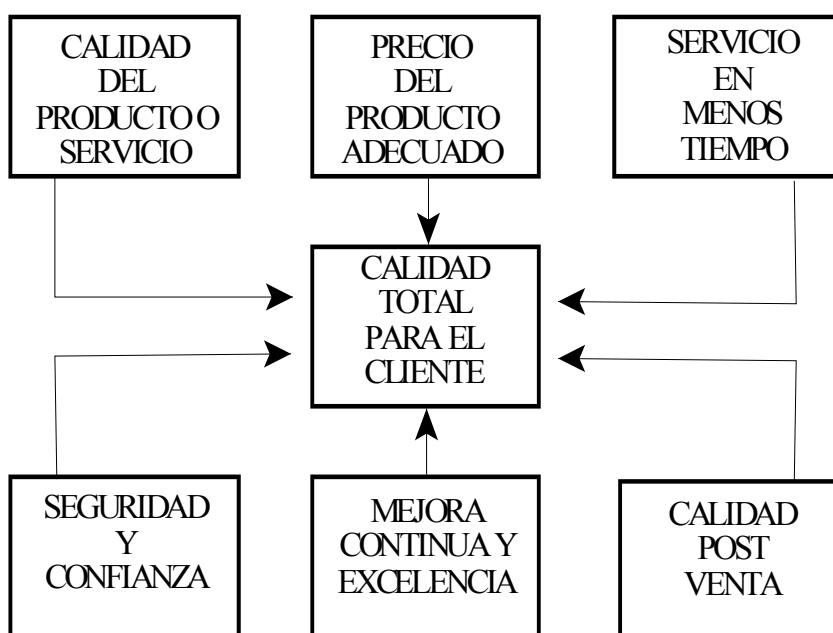 CALIDAD
DEL
PRODUCTO O
SERVICIO
PRECIO
DEL
PRODUCTO
ADECUADO
SERVICIO
EN
MENOS
TIEMPO
CALIDAD
TOTAL
PARA EL
CLIENTE
SEGURIDAD
Y
CONFIANZA
MEJORA
CONTINUA Y
EXCELENCIA
CALIDAD
POST
VENTA